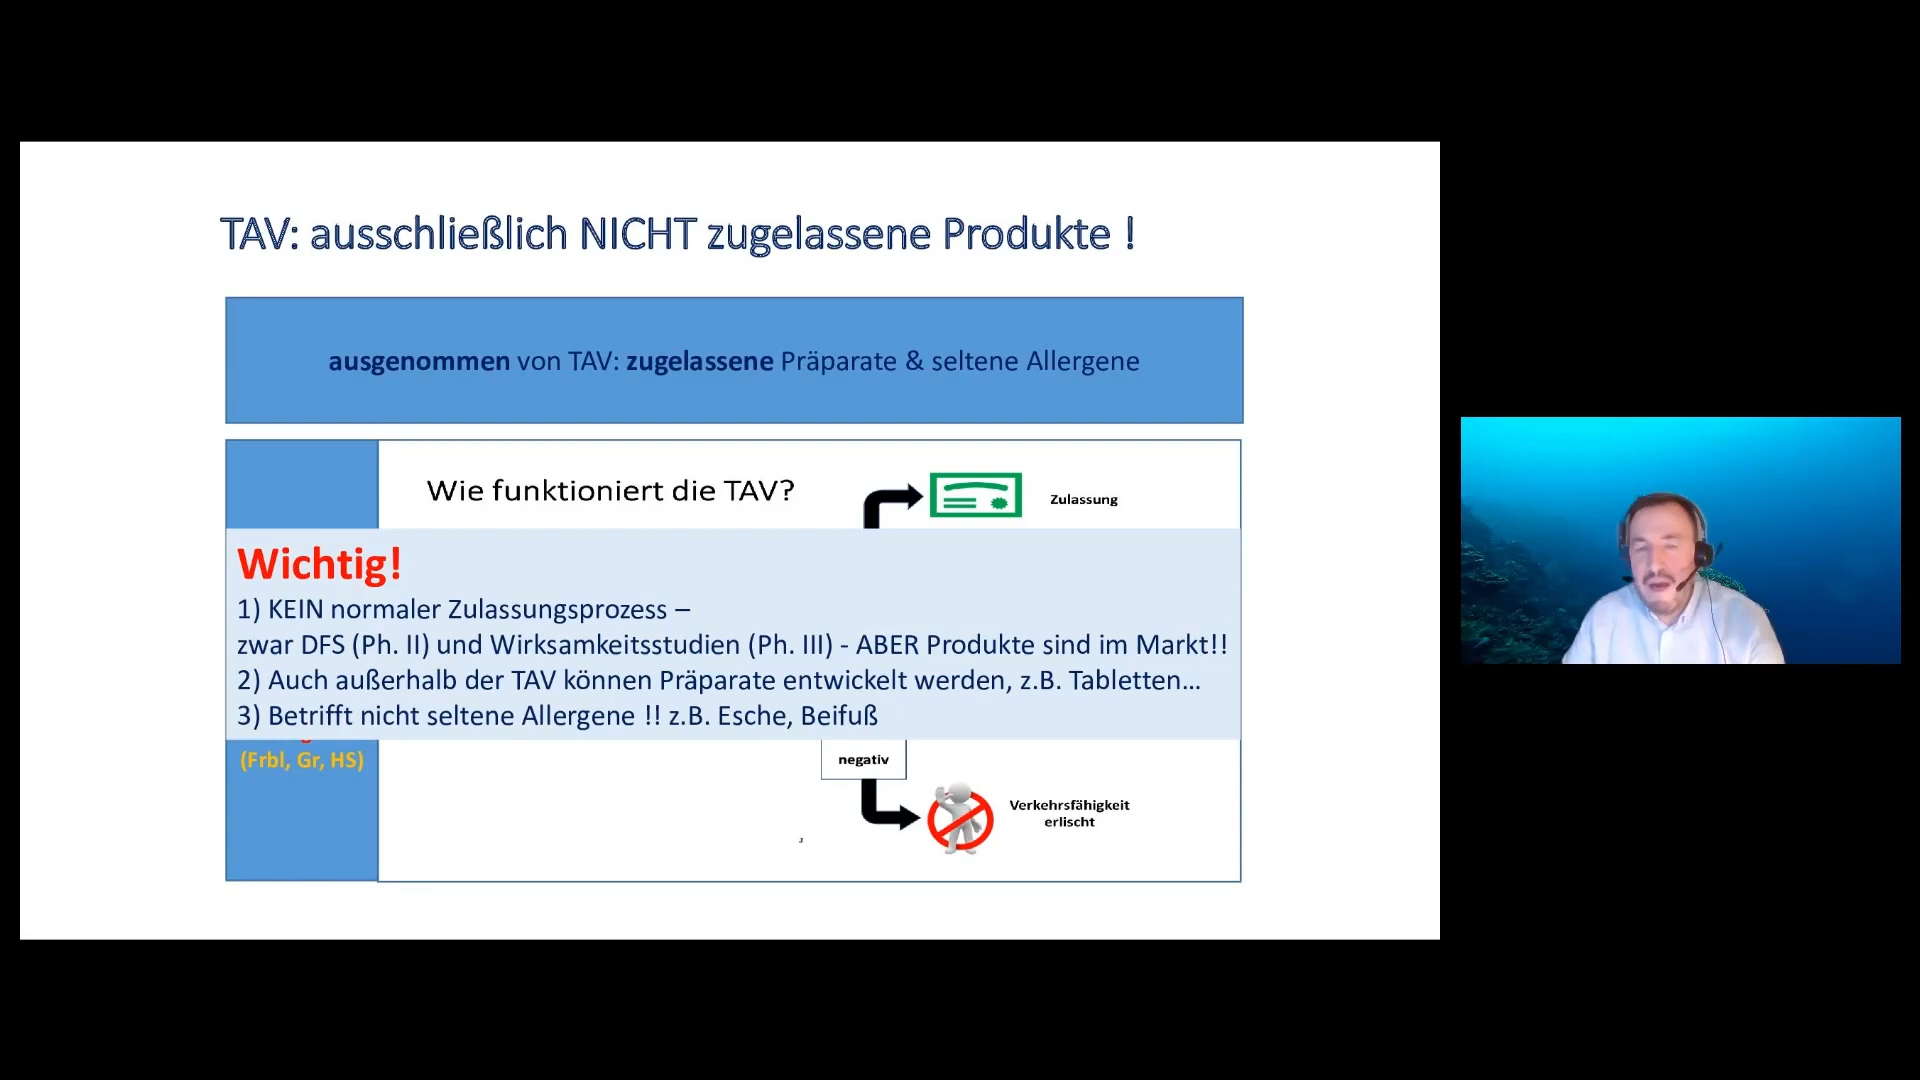 TAV: ausschließlich NICHT zugelassene Produkte !
ausgenommen von TAV: zugelassene Präparate & seltene Allergene
Wie funktioniert die TAV?
Zulassung
Wichtig!
1) KEIN normaler Zulassungsprozess –
zwar DFS (Ph. II) und Wirksamkeitsstudien (Ph. III) - ABER Produkte sind im Markt!!
2) Auch außerhalb der TAV können Präparate entwickelt werden, z.B. Tabletten...
3) Betrifft nicht seltene Allergene !! z.B. Esche, Beifuß
(Frbl, Gr, HS)
negativ
Verkehrsfähigkeit
erlischt